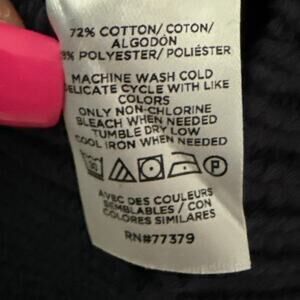 72% COTTON/ COTON/
ALGODÓN
8% POLYESTER/ POLIÉSTER
MACHINE WASH COLD
DELICATE CYCLE WITH LIKE
COLORS
ONLY NON-CHLORINE
BLEACH WHEN NEEDED
TUMBLE DRY LOW
COOL IRON WHEN NEEDED
30 P
AVEC DES COULEURS
SEMBLABLES / CON
COLORES SIMILARES
RN#77379